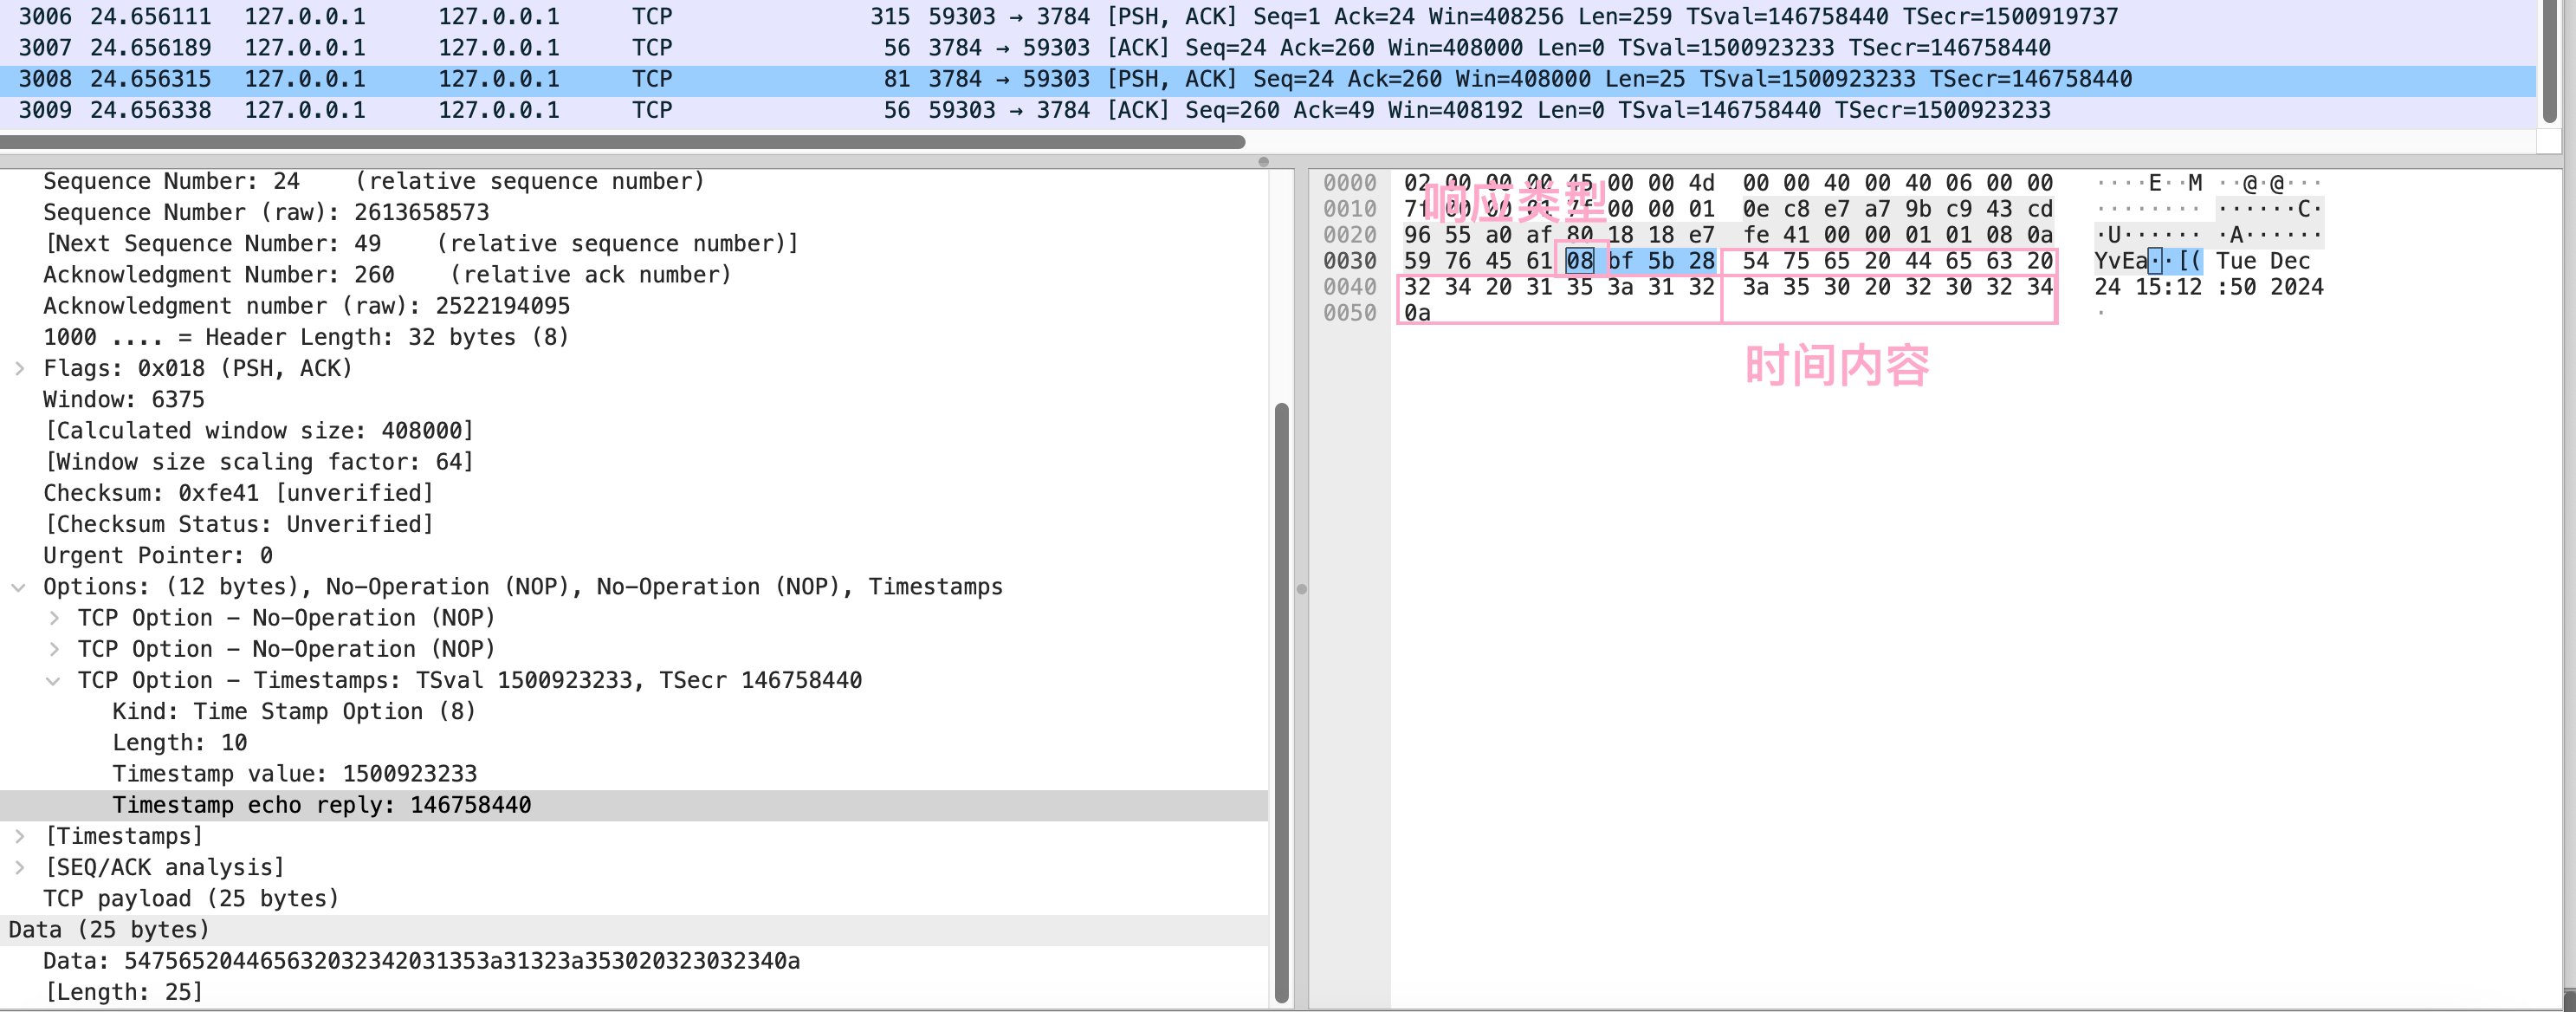 3006 24.656111 127.0.0.1 127.0.0.1 TCP 315 59303 → 3784 [PSH, ACK] Seq=1 Ack=24 Win=408256 Len=259 TSval=146758440 TSecr=1500919737
3007 24.656189 127.0.0.1 127.0.0.1 TCP 56 3784 → 59303 [ACK] Seq=24 Ack=260 Win=408000 Len=0 TSval=1500923233 TSecr=146758440
3008 24.656315 127.0.0.1 127.0.0.1 TCP 81 3784 → 59303 [PSH, ACK] Seq=24 Ack=260 Win=408000 Len=25 TSval=1500923233 TSecr=146758440
3009 24.656338 127.0.0.1 127.0.0.1 TCP 56 59303 → 3784 [ACK] Seq=260 Ack=49 Win=408192 Len=0 TSval=146758440 TSecr=1500923233
Sequence Number: 24 (relative sequence number)
Sequence Number (raw): 2613658573
[Next Sequence Number: 49 (relative sequence number)]
Acknowledgment Number: 260 (relative ack number)
Acknowledgment number (raw): 2522194095
1000 .... = Header Length: 32 bytes (8)
Flags: 0x018 (PSH, ACK)
Window: 6375
[Calculated window size: 408000]
[Window size scaling factor: 64]
Checksum: 0xfe41 [unverified]
[Checksum Status: Unverified]
Urgent Pointer: 0
Options: (12 bytes), No-Operation (NOP), No-Operation (NOP), Timestamps
TCP Option - No-Operation (NOP)
TCP Option - No-Operation (NOP)
TCP Option - Timestamps: TSval 1500923233, TSecr 146758440
Kind: Time Stamp Option (8)
Length: 10
Timestamp value: 1500923233
Timestamp echo reply: 146758440
[Timestamps]
[SEQ/ACK analysis]
TCP payload (25 bytes)
Data (25 bytes)
Data: 547565204465632032342031353a31323a353020323032340a
[Length: 25]
0000 02 00 00 00 45 00 00 4d 00 00 40 00 40 06 00 00 ····E··M ··@·@···
响应类型
0010 7f 00 00 01 7f 00 00 01 0e c8 e7 a7 9b c9 43 cd ········ ······C·
0020 96 55 a0 af 80 18 18 e7 fe 41 00 00 01 01 08 0a ·U······ ·A······
0030 59 76 45 61 08 bf 5b 28 54 75 65 20 44 65 63 20 YvEa··[( Tue Dec
0040 32 34 20 31 35 3a 31 32 3a 35 30 20 32 30 32 34 24 15:12 :50 2024
0050 0a ·
时间内容